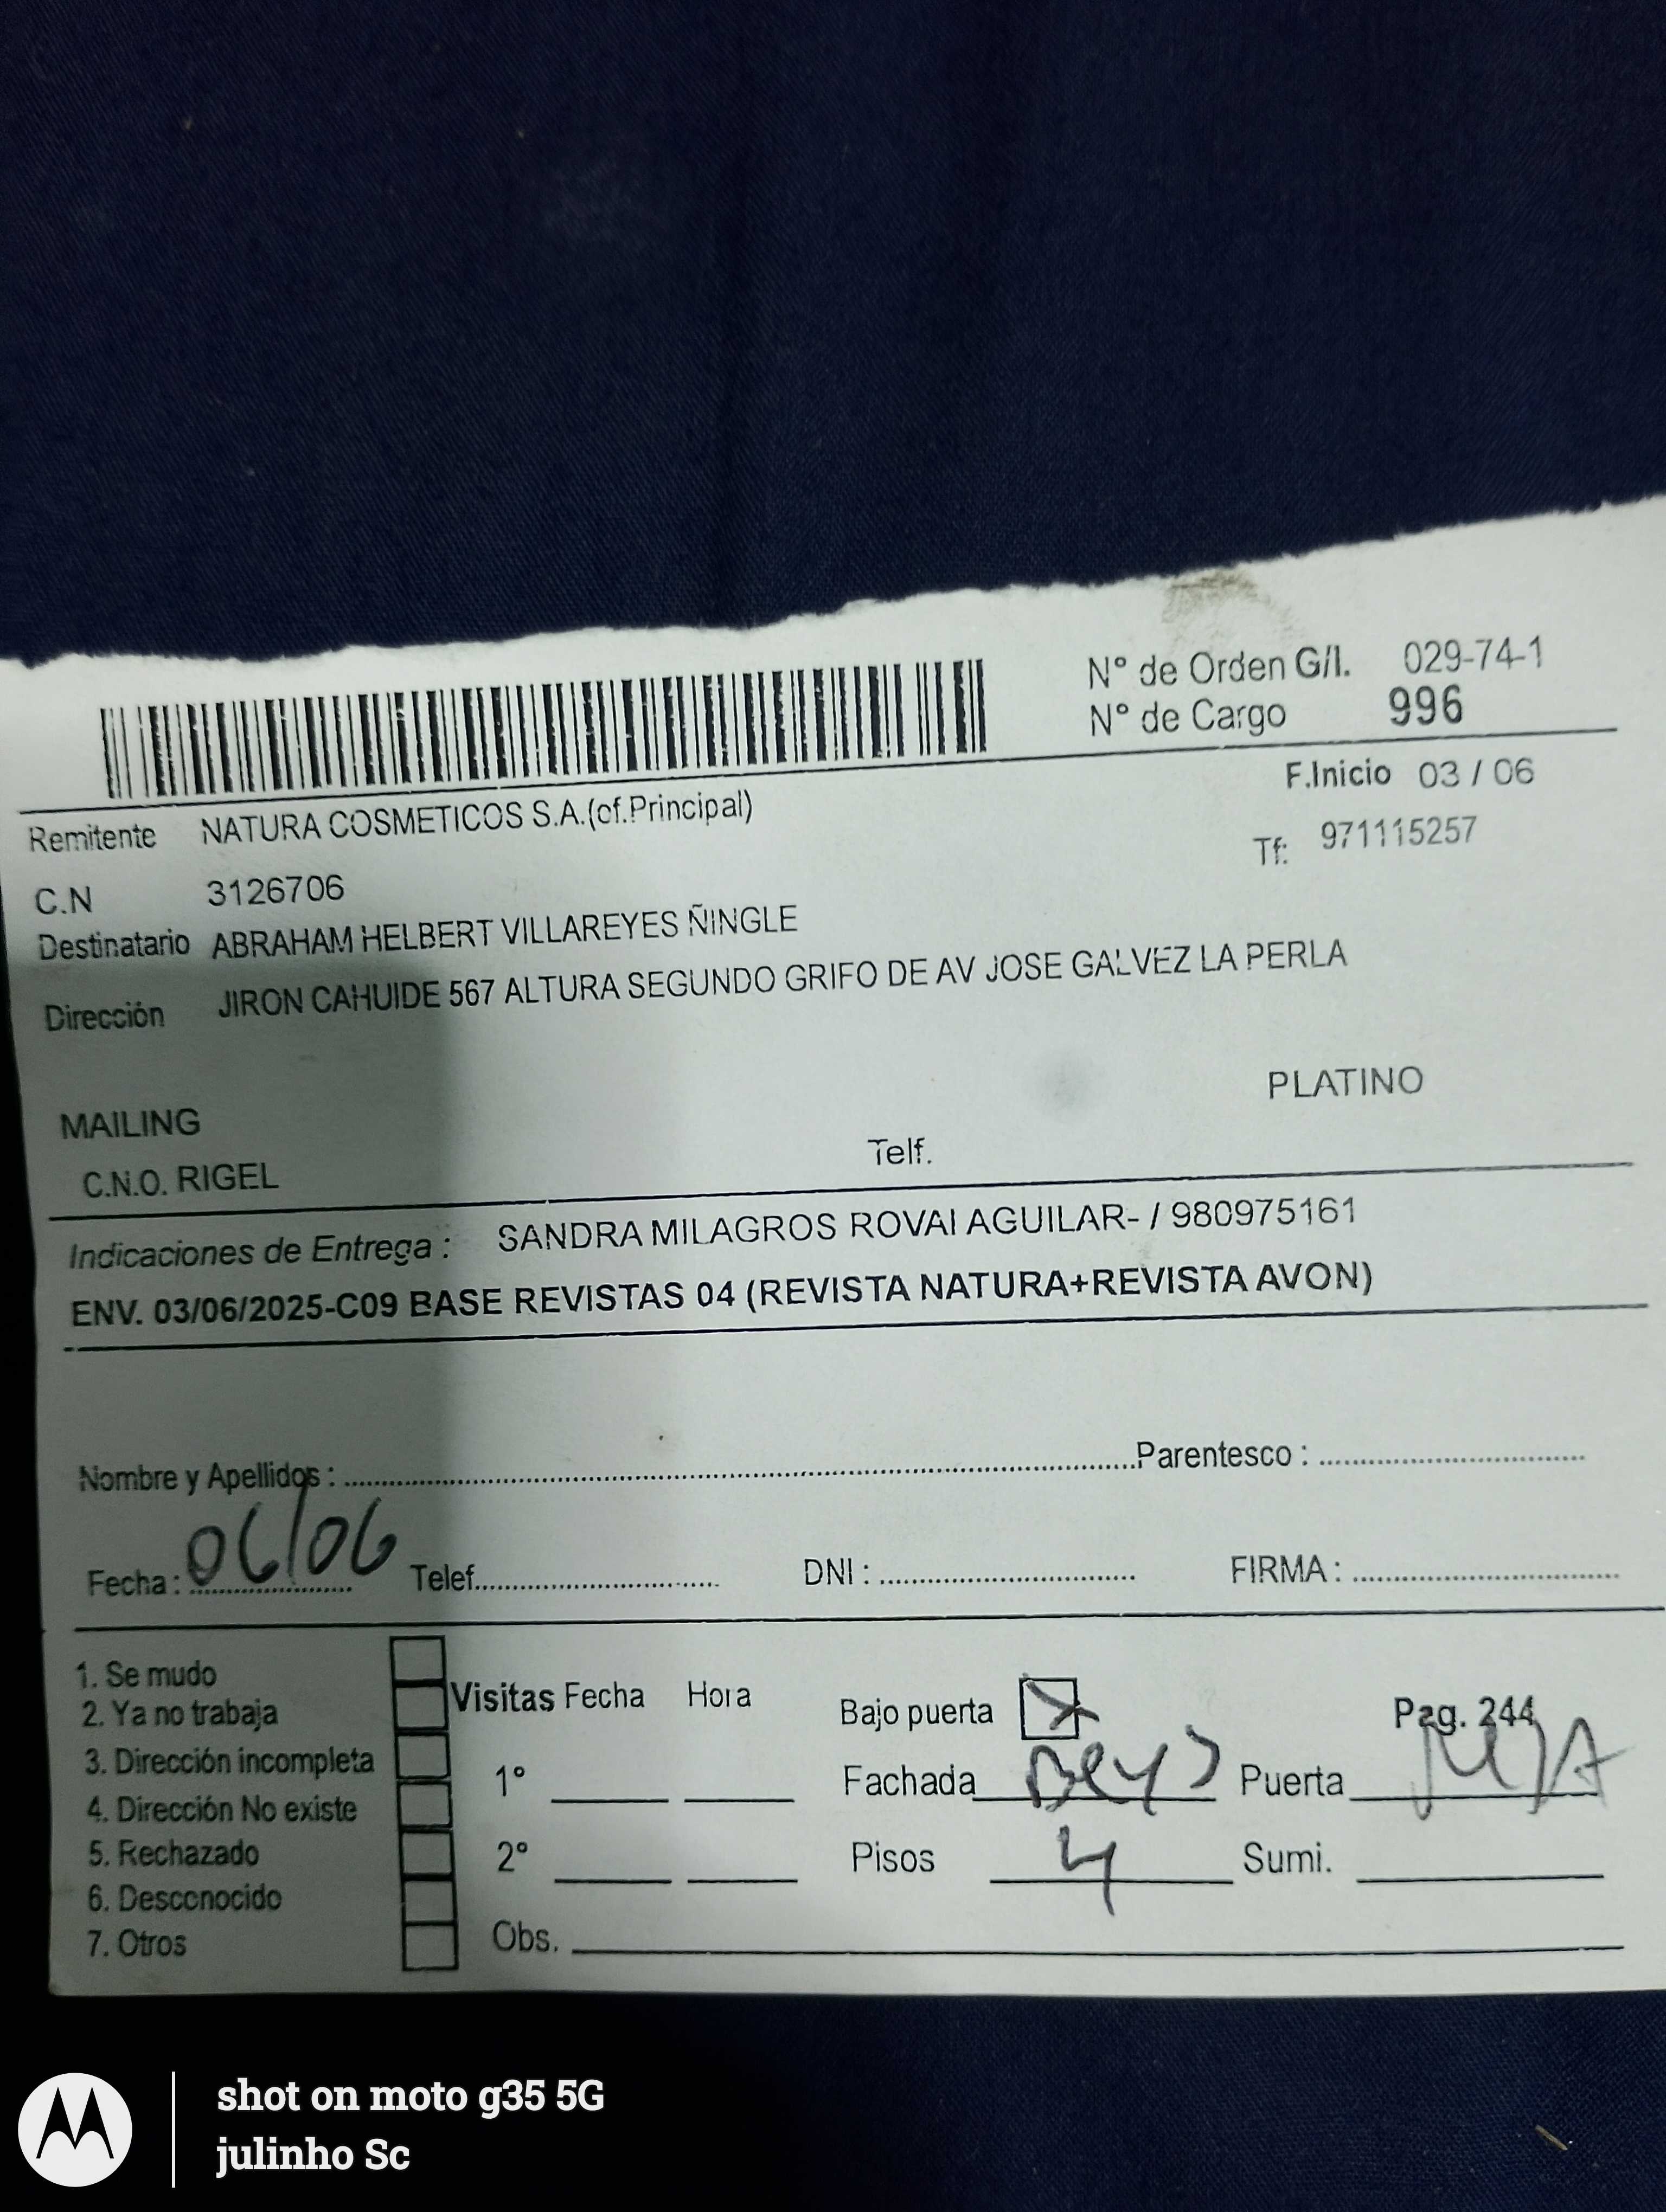 N° de Orden G/I. 029-74-1
N° de Cargo 996
F.Inicio 03 / 06
Remitente NATURA COSMETICOS S.A.(of.Principal)
Tf: 971115257
C.N 3126706
Destinatario ABRAHAM HELBERT VILLAREYES ÑINGLE
Dirección JIRON CAHUIDE 567 ALTURA SEGUNDO GRIFO DE AV JOSE GALVEZ LA PERLA
PLATINO
MAILING
Telf.
C.N.O. RIGEL
Indicaciones de Entrega : SANDRA MILAGROS ROVAI AGUILAR- / 980975161
ENV. 03/06/2025-C09 BASE REVISTAS 04 (REVISTA NATURA+REVISTA AVON)
Nombre y Apellidos : Parentesco :
Fecha : 06/06 Telef. DNI : FIRMA :
1. Se mudo
2. Ya no trabaja
3. Dirección incompleta
4. Dirección No existe
5. Rechazado
6. Desconocido
7. Otros
Visitas Fecha Hora
1°
2°
Obs.
Bajo puerta X Pag. 244
Fachada Puerta
Pisos 4 Sumi.
shot on moto g35 5G
julinho Sc